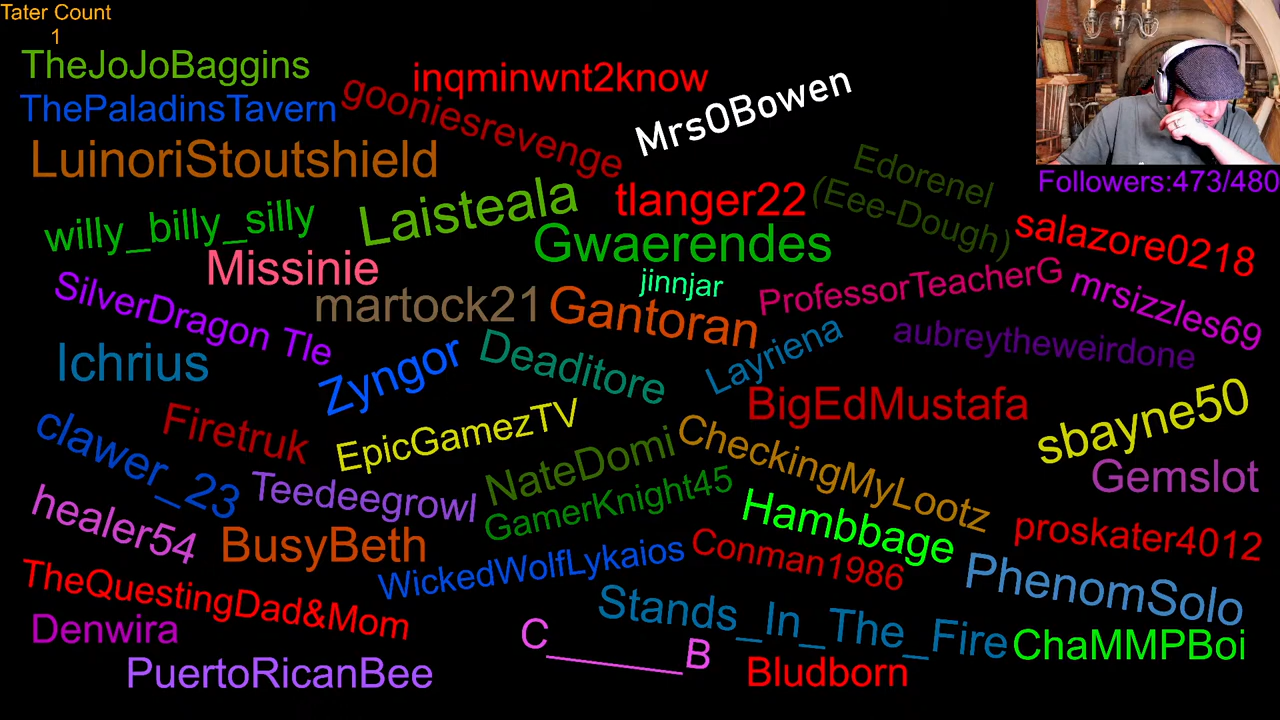 Tater Count
1
TheJoJoBaggins
inqminwnt2know
gooniesrevenge
MrsOBowen
ThePaladinsTavern
LuinoriStoutshield
Edorenel
(Eee-Dough)
Followers:473/480
willy_billy_silly
Laisteala
tlanger22
Gwaerendes
salazore0218
Missinie
jinnjar
ProfessorTeacherG
mrsizzles69
SilverDragon Tle
martock21
Gantoran
aubreytheweirdone
Ichrius
Zyngor
Deaditore
Layriena
BigEdMustafa
sbayne50
clawer_23
Firetruk
EpicGamezTV
NateDomi
CheckingMyLootz
Gemslot
healer54
Teedeegrowl
GamerKnight45
Hambbage
proskater4012
BusyBeth
WickedWolfLykaios
Conman1986
PhenomSolo
TheQuestingDad&Mom
Stands_In_The_Fire
Denwira
C______B
ChaMMPBoi
PuertoRicanBee
Bludborn